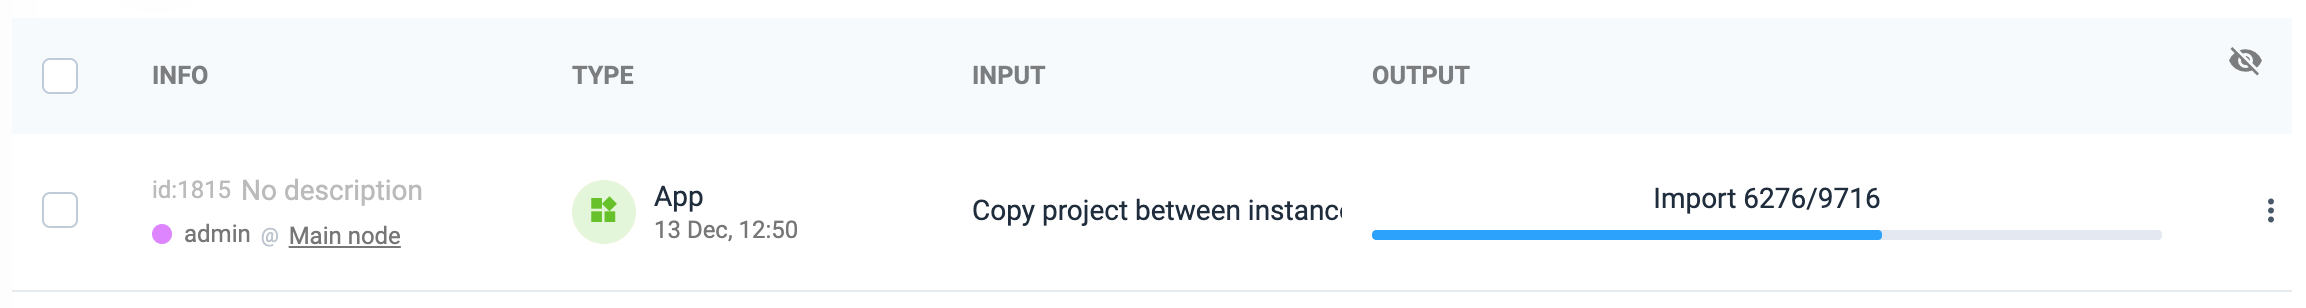 INFO TYPE INPUT OUTPUT
id:1815 No description
admin @ Main node
App
13 Dec, 12:50
Copy project between instanc
Import 6276/9716